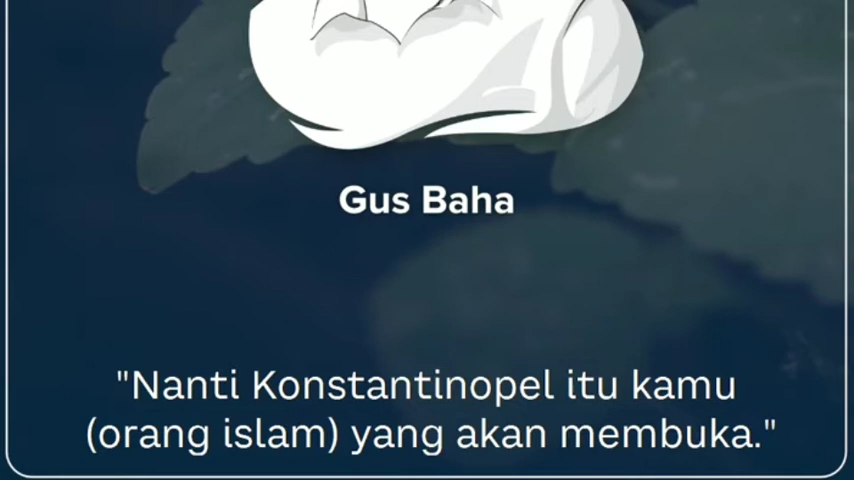 Gus Baha
"Nanti Konstantinopel itu kamu
(orang islam) yang akan membuka."